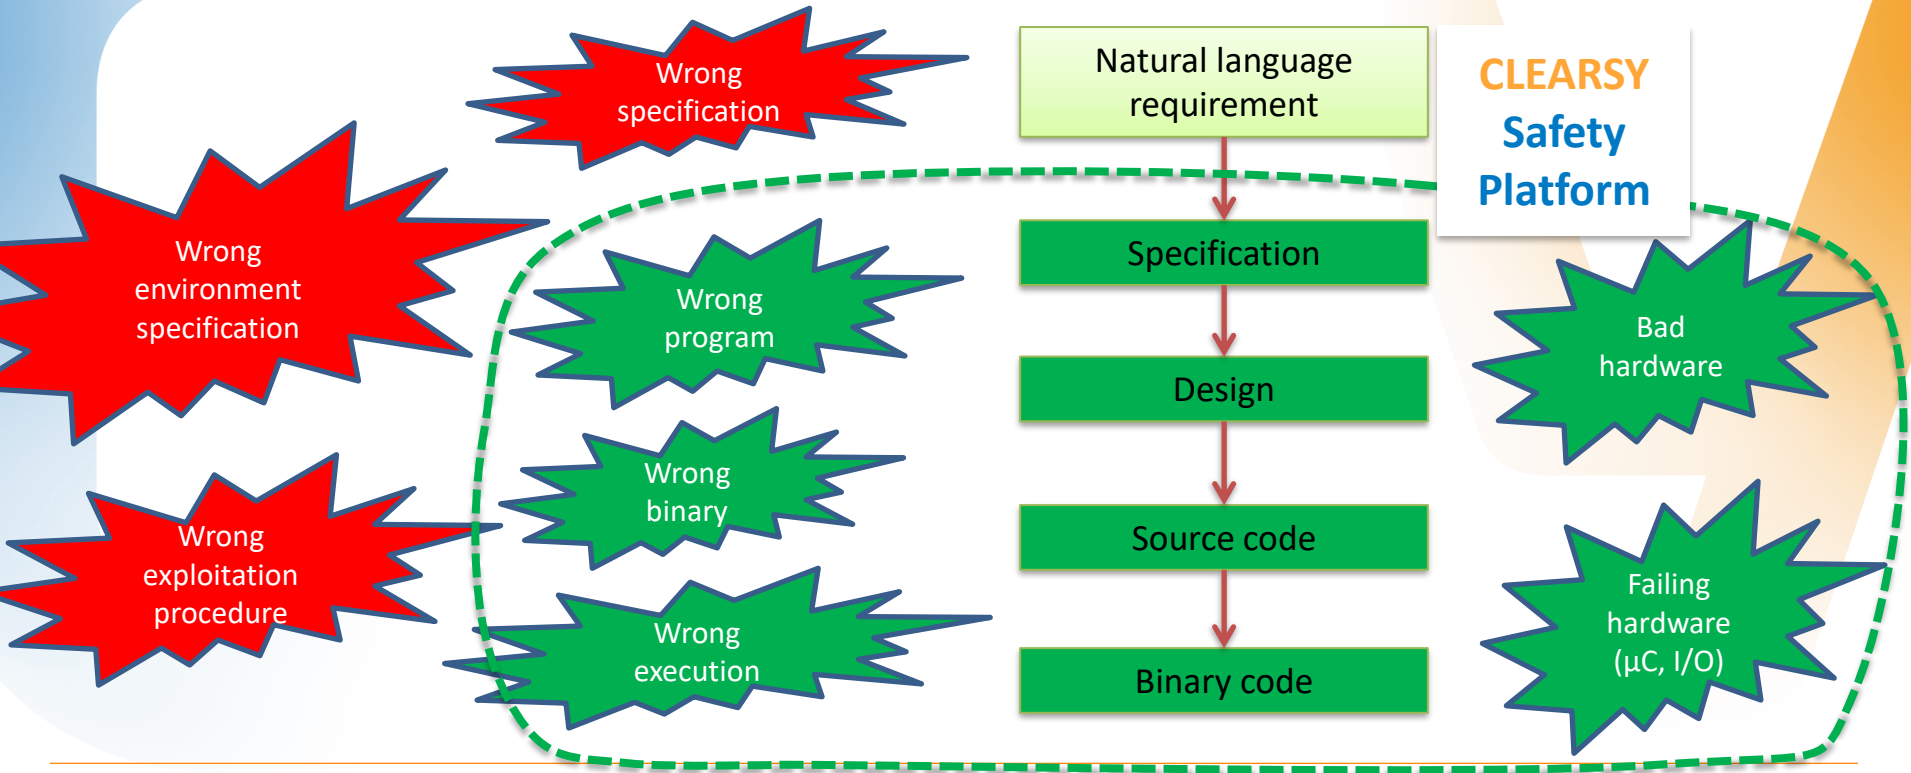 Wrong
specification
Natural language
requirement
CLEARSY
Safety
Platform
Wrong
environment
specification
Wrong
program
Specification
Bad
hardware
Design
Wrong
binary
Wrong
exploitation
procedure
Source code
Failing
hardware
(µC, I/O)
Wrong
execution
Binary code